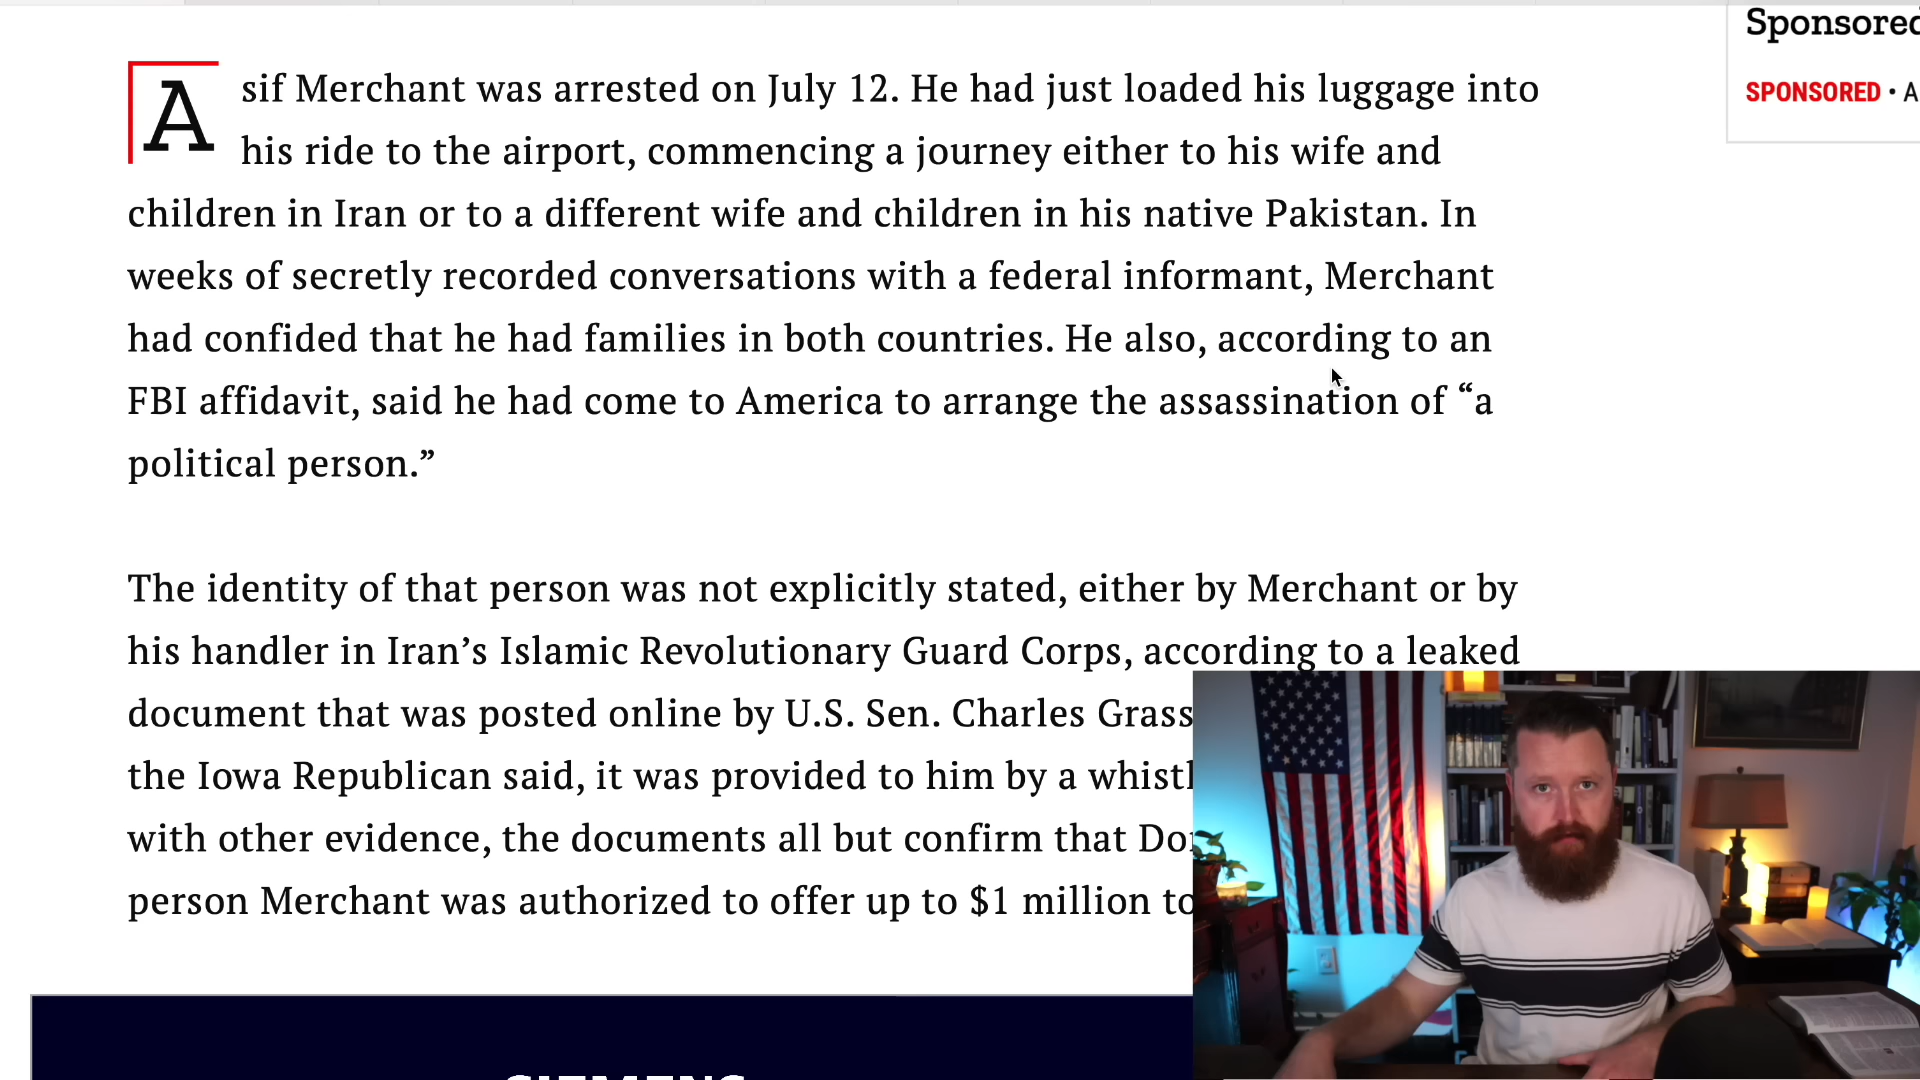 Sponsored
SPONSORED • A
Asif Merchant was arrested on July 12. He had just loaded his luggage into
his ride to the airport, commencing a journey either to his wife and
children in Iran or to a different wife and children in his native Pakistan. In
weeks of secretly recorded conversations with a federal informant, Merchant
had confided that he had families in both countries. He also, according to an
FBI affidavit, said he had come to America to arrange the assassination of “a
political person.”
The identity of that person was not explicitly stated, either by Merchant or by
his handler in Iran’s Islamic Revolutionary Guard Corps, according to a leaked
document that was posted online by U.S. Sen. Charles Grass
the Iowa Republican said, it was provided to him by a whistl
with other evidence, the documents all but confirm that Do
person Merchant was authorized to offer up to $1 million to
SIEMENS